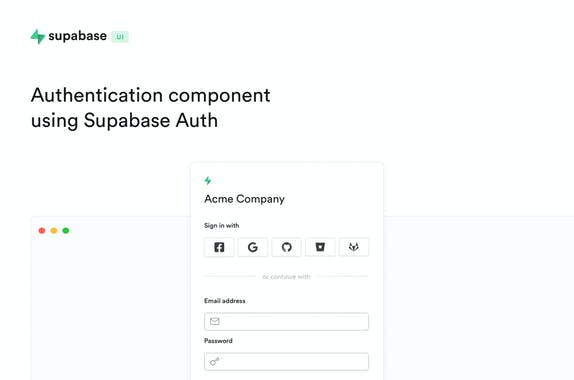 supabase UI
Authentication component
using Supabase Auth
Acme Company
Sign in with
or continue with
Email address
Password